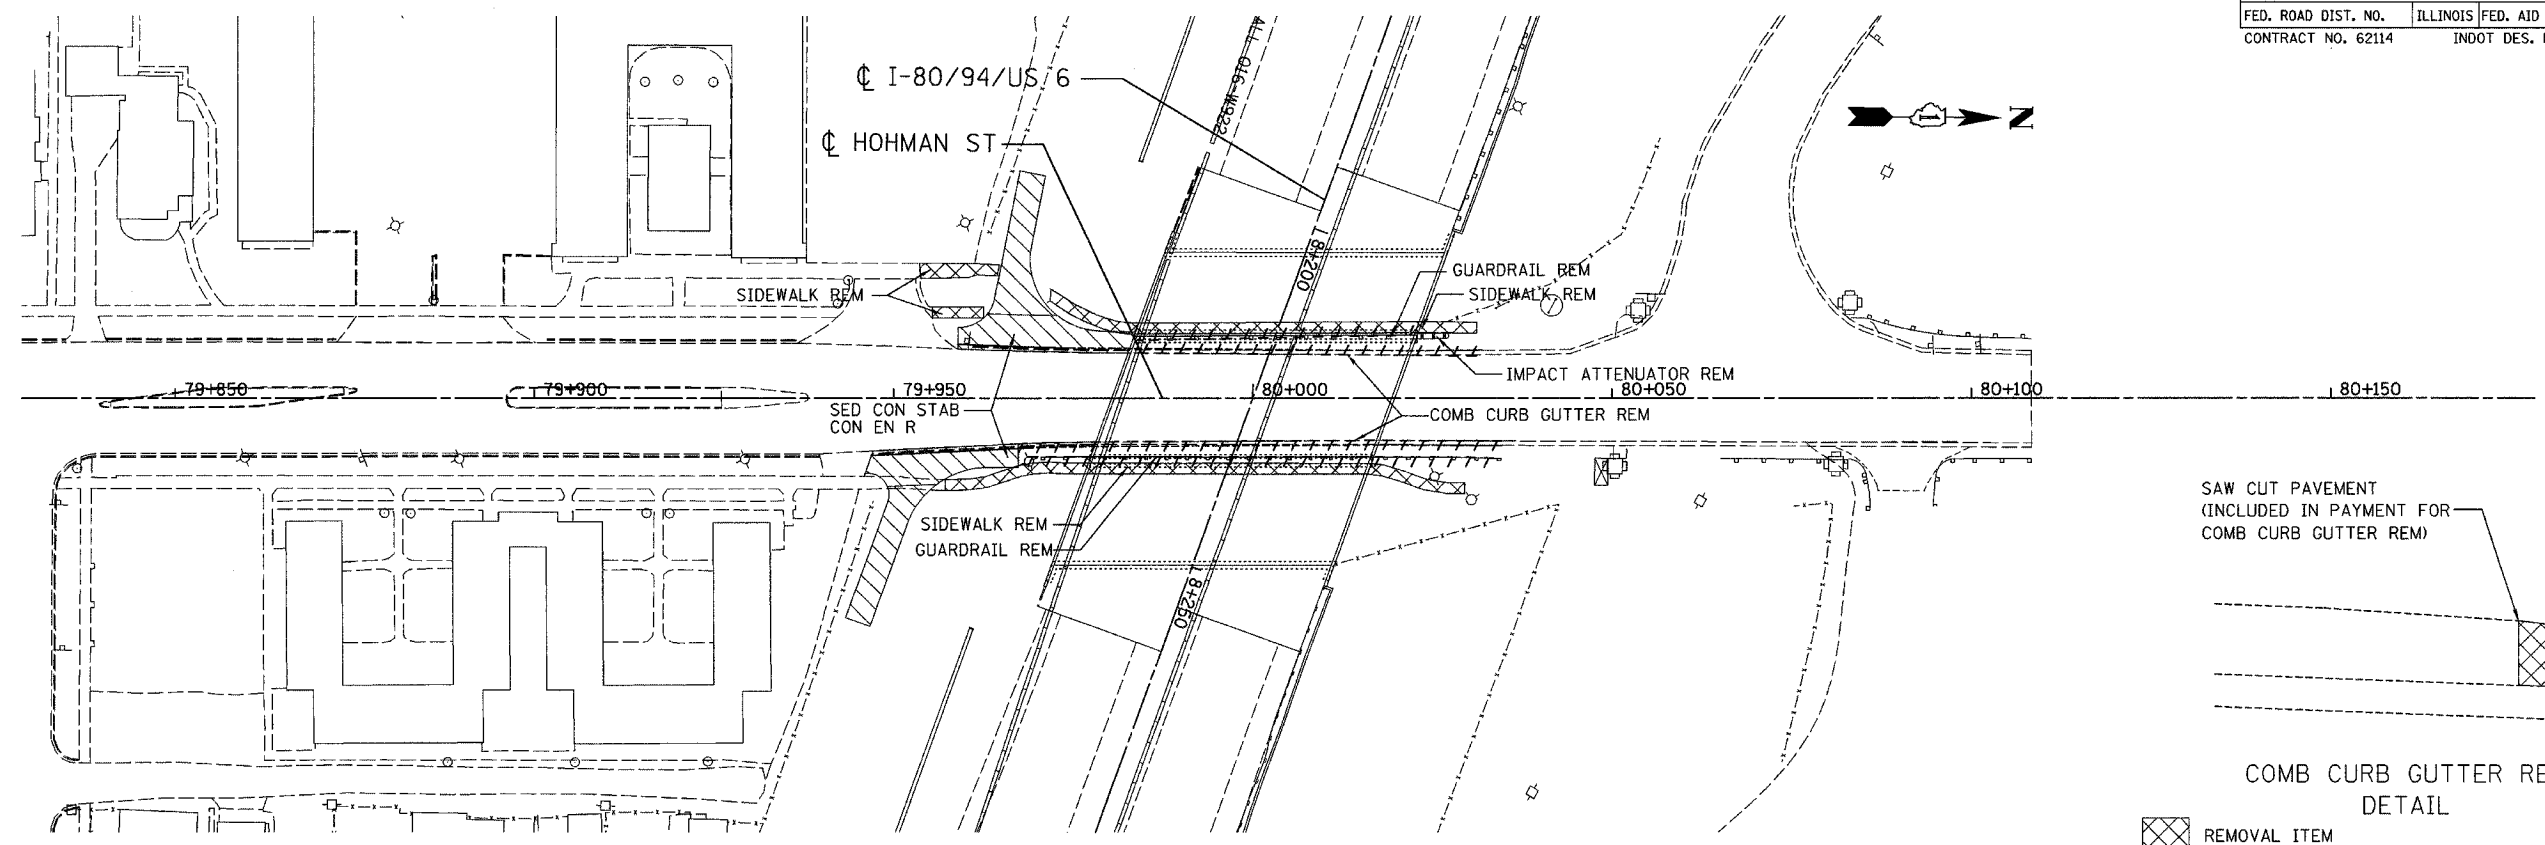 FED. ROAD DIST. NO. ILLINOIS FED. AID
CONTRACT NO. 62114 INDOT DES.
℄ I-80/94/US 6
℄ HOHMAN ST
N
L 8+200
GUARDRAIL REM
SIDEWALK REM
SIDEWALK REM
IMPACT ATTENUATOR REM
79+850
79+900
79+950
80+000
80+050
80+100
80+150
SED CON STAB
CON EN R
COMB CURB GUTTER REM
SIDEWALK REM
GUARDRAIL REM
L 8+250
SAW CUT PAVEMENT
(INCLUDED IN PAYMENT FOR
COMB CURB GUTTER REM)
COMB CURB GUTTER RE
DETAIL
REMOVAL ITEM